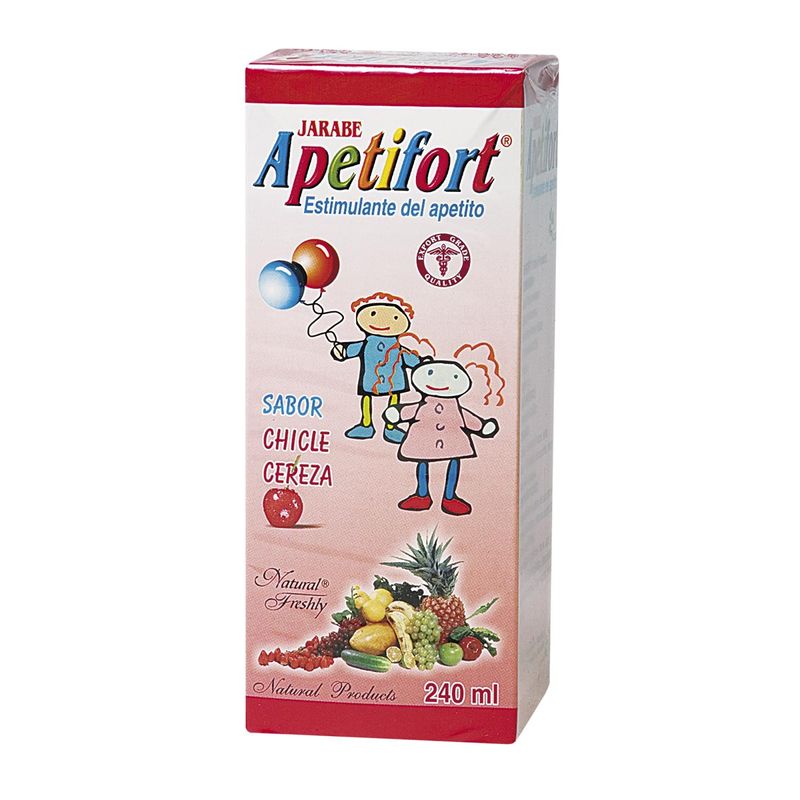 JARABE
Apetifort®
Estimulante del apetito
EXPORT GRADE
QUALITY
SABOR
CHICLE
CEREZA
Natural®
Freshly
Natural Products
240 ml